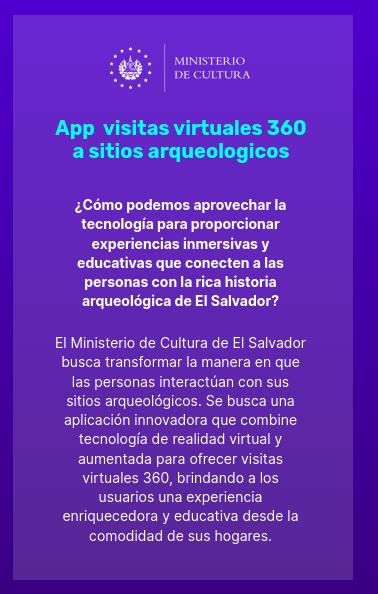 MINISTERIO
DE CULTURA
App  visitas virtuales 360
a sitios arqueologicos
¿Cómo podemos aprovechar la
tecnología para proporcionar
experiencias inmersivas y
educativas que conecten a las
personas con la rica historia
arqueológica de El Salvador?
El Ministerio de Cultura de El Salvador
busca transformar la manera en que
las personas interactúan con sus
sitios arqueológicos. Se busca una
aplicación innovadora que combine
tecnología de realidad virtual y
aumentada para ofrecer visitas
virtuales 360, brindando a los
usuarios una experiencia
enriquecedora y educativa desde la
comodidad de sus hogares.